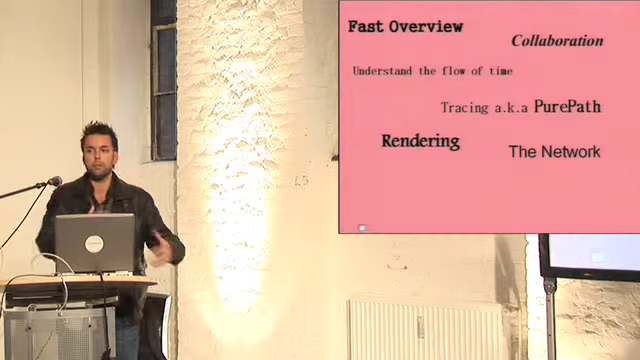 Fast Overview
Collaboration
Understand the flow of time
Tracing a.k.a PurePath
Rendering
The Network